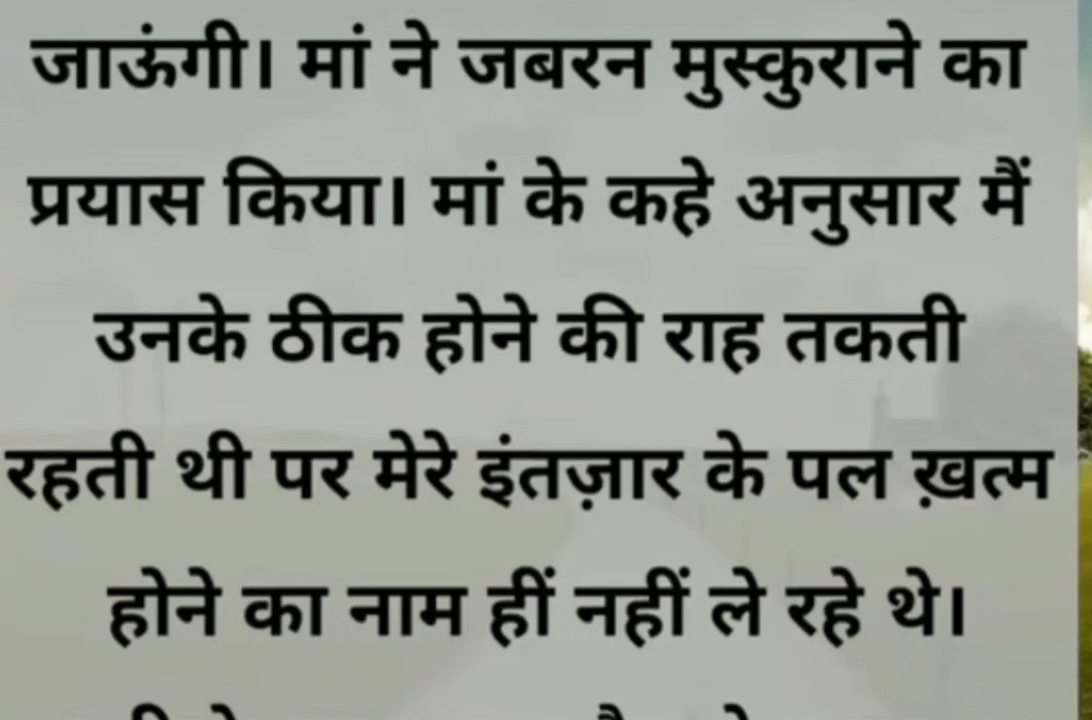 जाऊंगी। मां ने जबरन मुस्कुराने का
प्रयास किया। मां के कहे अनुसार मैं
उनके ठीक होने की राह तकती
रहती थी पर मेरे इंतज़ार के पल ख़त्म
होने का नाम हीं नहीं ले रहे थे।